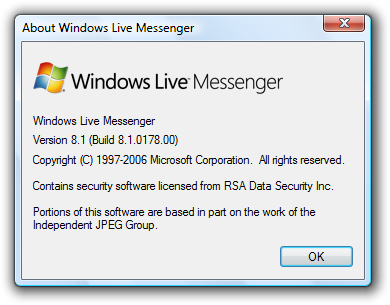 About Windows Live Messenger
Windows Live™ Messenger
Windows Live Messenger
Version 8.1 (Build 8.1.0178.00)
Copyright (C) 1997-2006 Microsoft Corporation.  All rights reserved.
Contains security software licensed from RSA Data Security Inc.
Portions of this software are based in part on the work of the
Independent JPEG Group.
OK